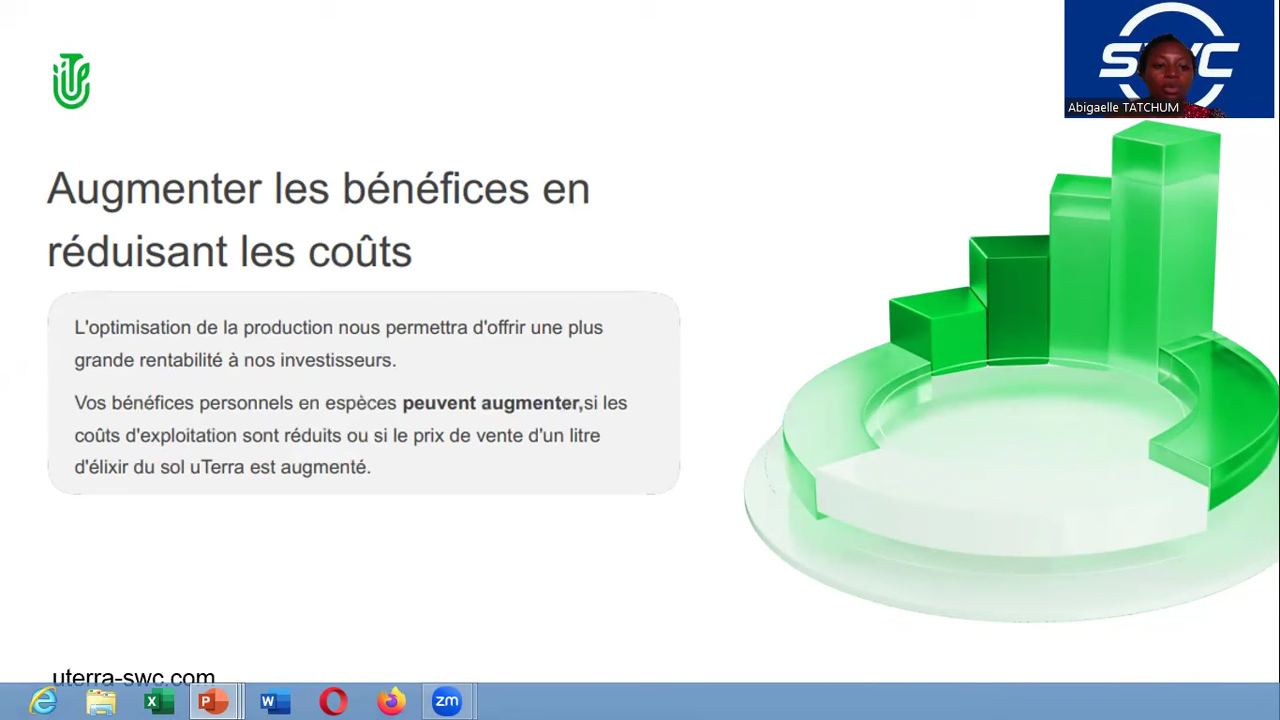 SWC
Abigaelle TATCHUM
Augmenter les bénéfices en
réduisant les coûts
L'optimisation de la production nous permettra d'offrir une plus
grande rentabilité à nos investisseurs.
Vos bénéfices personnels en espèces peuvent augmenter,si les
coûts d'exploitation sont réduits ou si le prix de vente d'un litre
d'élixir du sol uTerra est augmenté.
uterra-swc.com
zm